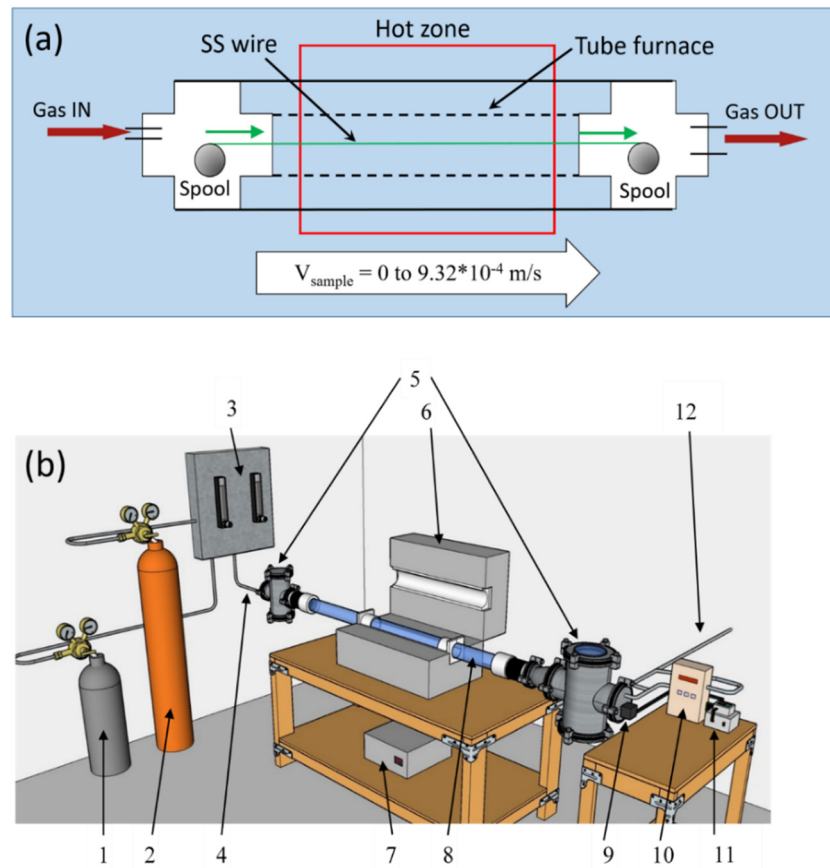 (a)
Hot zone
SS wire
Tube furnace
Gas IN
Gas OUT
Spool
Spool
V_sample = 0 to 9.32*10⁻⁴ m/s
5
3
6
12
(b)
1
2
4
7
8
9
10
11